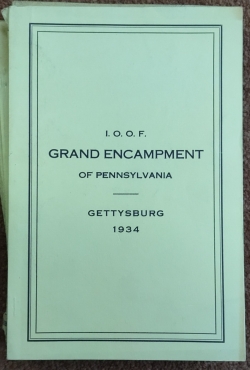 I. O. O. F.
GRAND ENCAMPMENT
OF PENNSYLVANIA
GETTYSBURG
1934